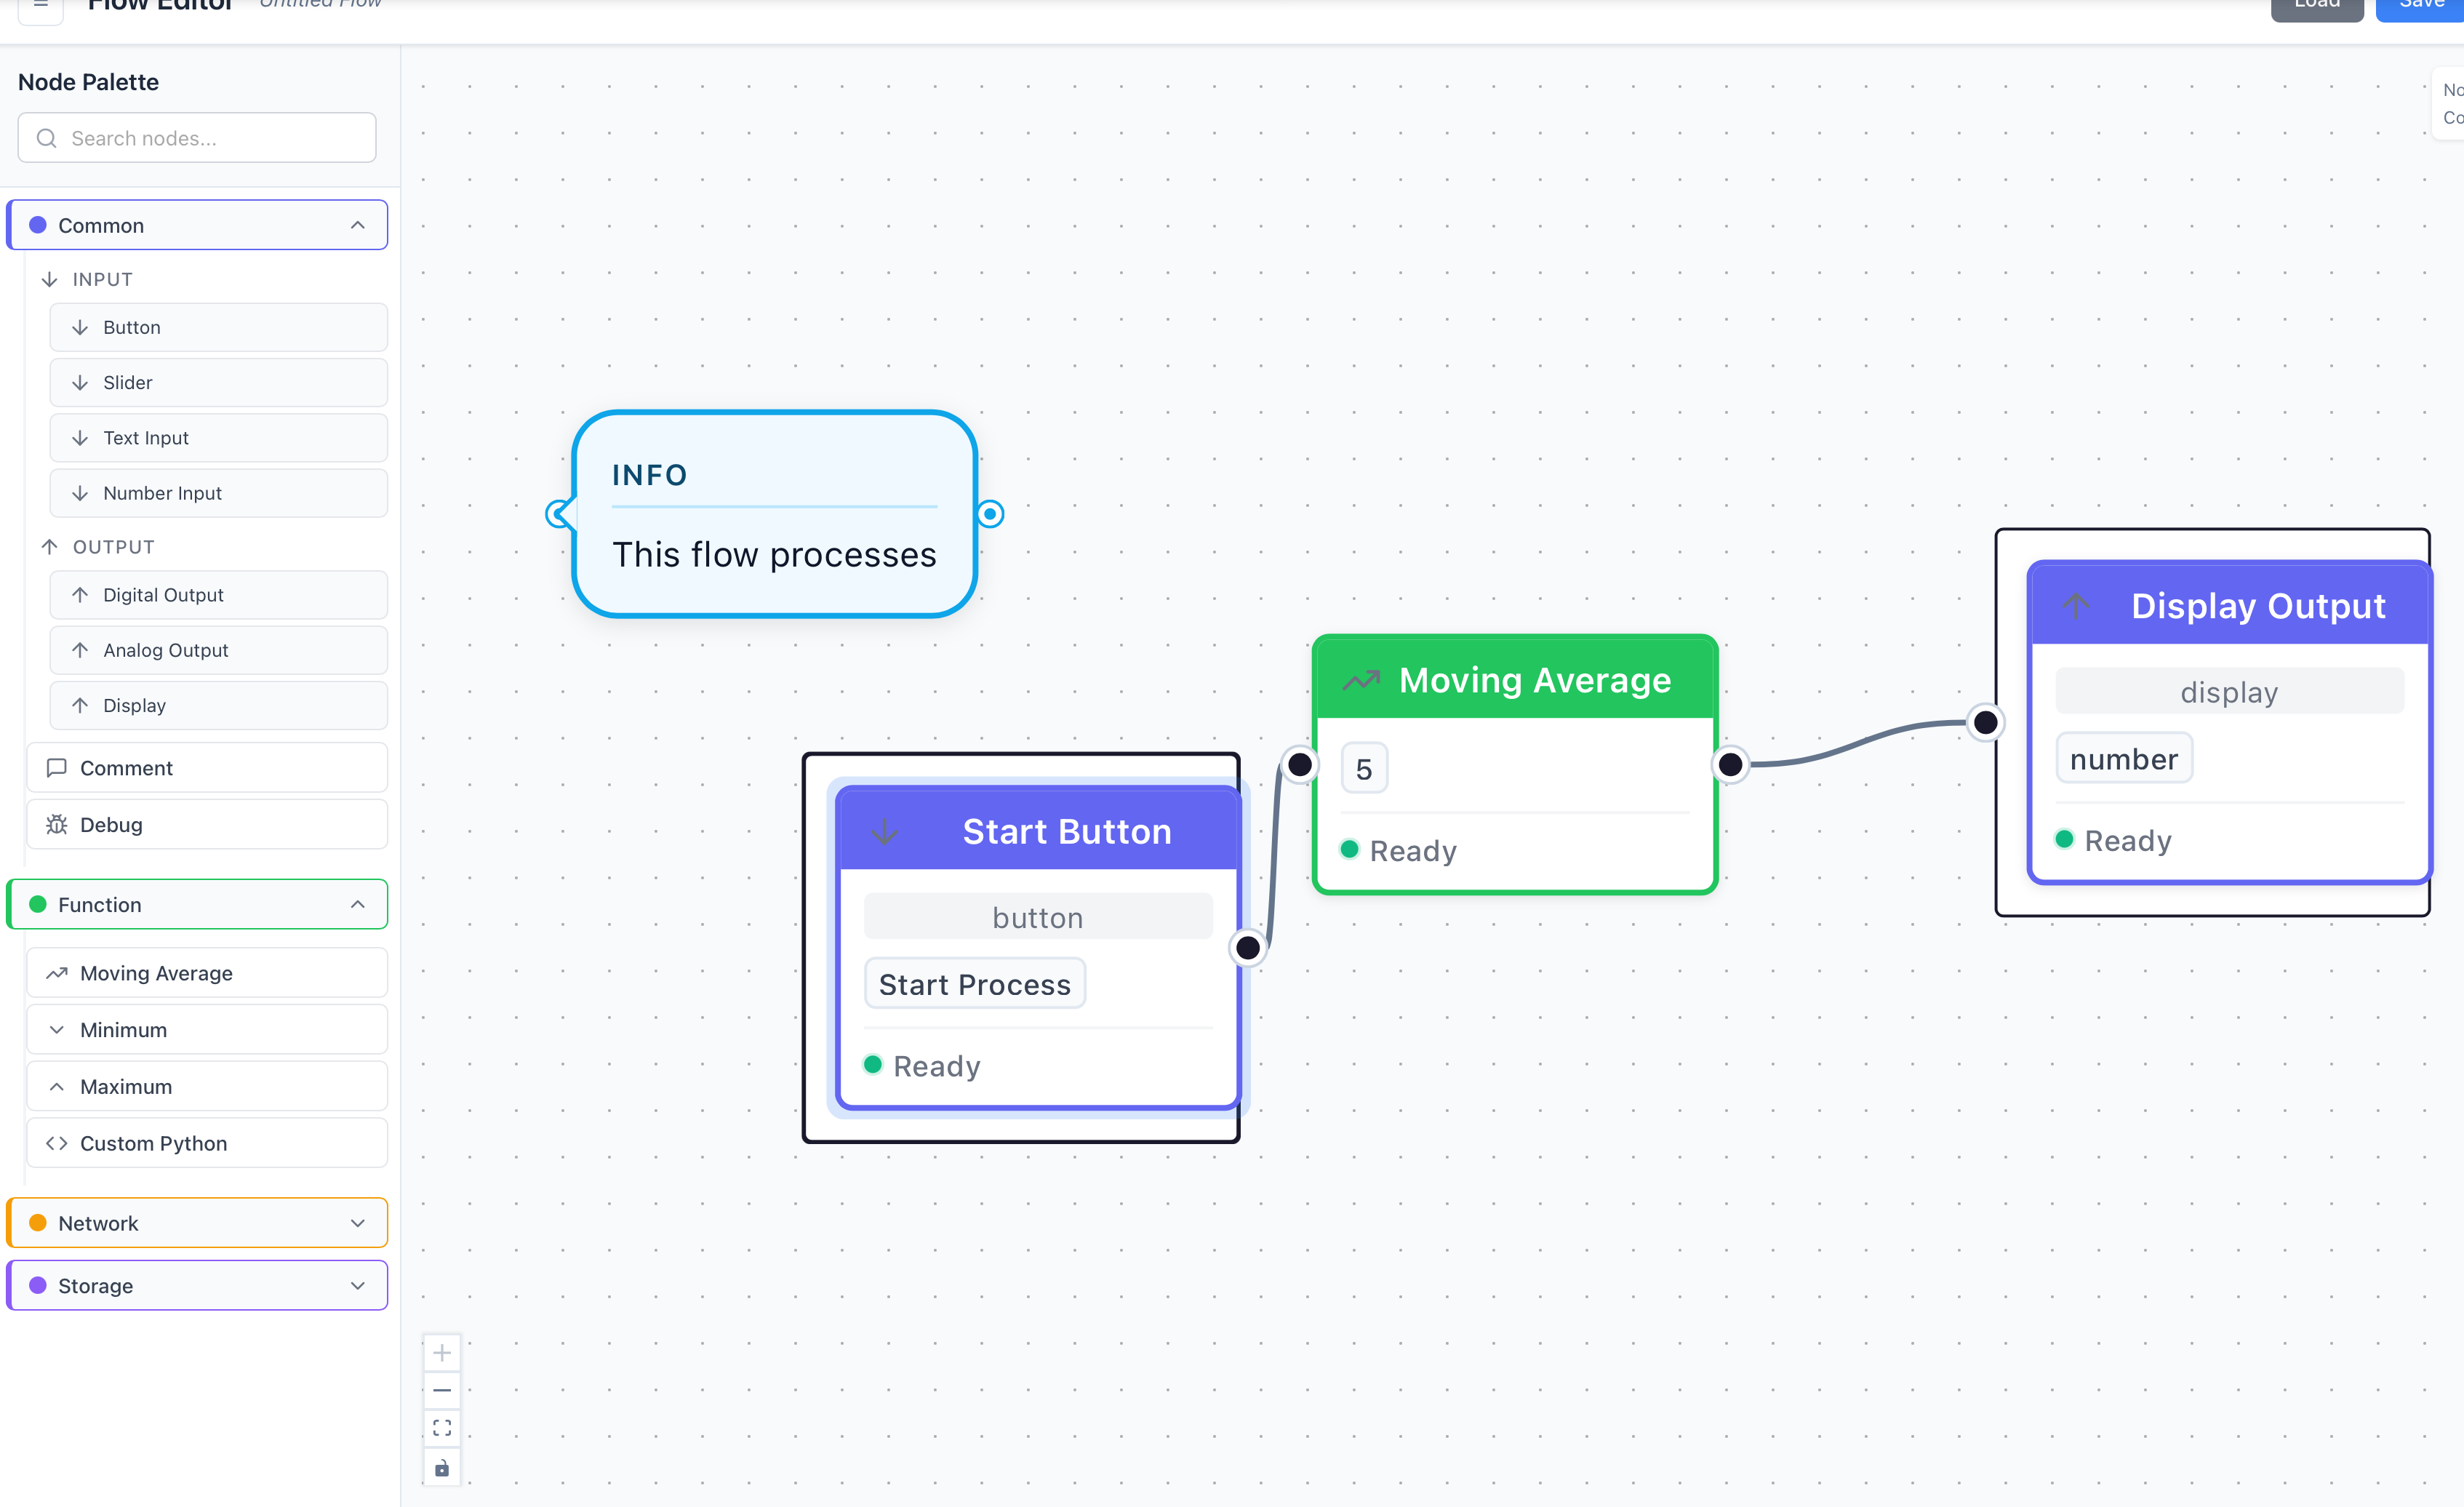 Flow Editor
Untitled Flow
Load
Save
Node Palette
Search nodes...
Common
INPUT
Button
Slider
Text Input
Number Input
OUTPUT
Digital Output
Analog Output
Display
Comment
Debug
Function
Moving Average
Minimum
Maximum
Custom Python
Network
Storage
INFO
This flow processes
Start Button
button
Start Process
Ready
Moving Average
5
Ready
Display Output
display
number
Ready
No
Co